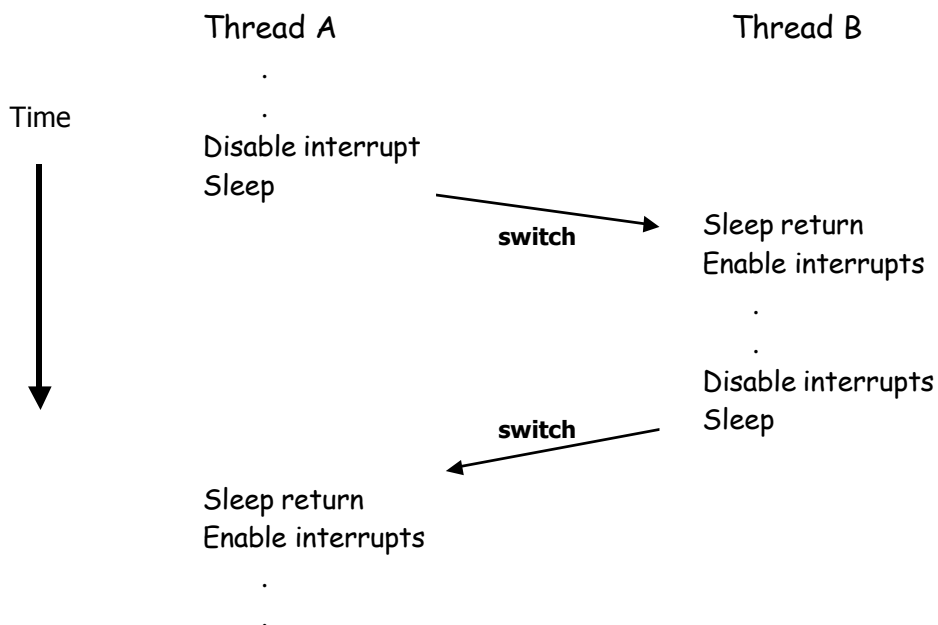 Thread A
Thread B
.
.
Time
Disable interrupt
Sleep
switch
Sleep return
Enable interrupts
.
.
Disable interrupts
Sleep
switch
Sleep return
Enable interrupts
.
.